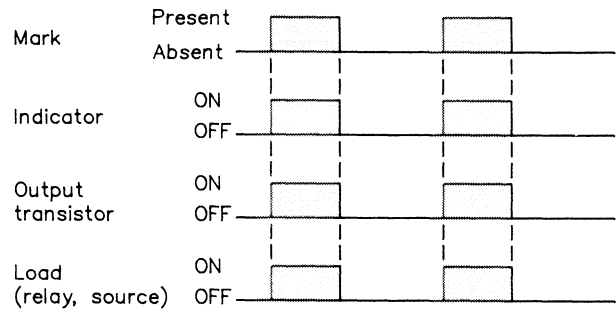 Present
Mark
Absent
ON
Indicator
OFF
ON
Output
transistor
OFF
ON
Load
(relay, source)
OFF